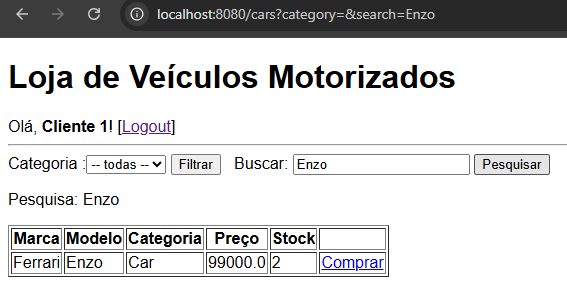 localhost:8080/cars?category=&search=Enzo
Loja de Veículos Motorizados
Olá, Cliente 1! [Logout]
Categoria :-- todas -- Filtrar Buscar: Enzo Pesquisar
Pesquisa: Enzo
Marca Modelo Categoria Preço Stock
Ferrari Enzo Car 99000.0 2 Comprar